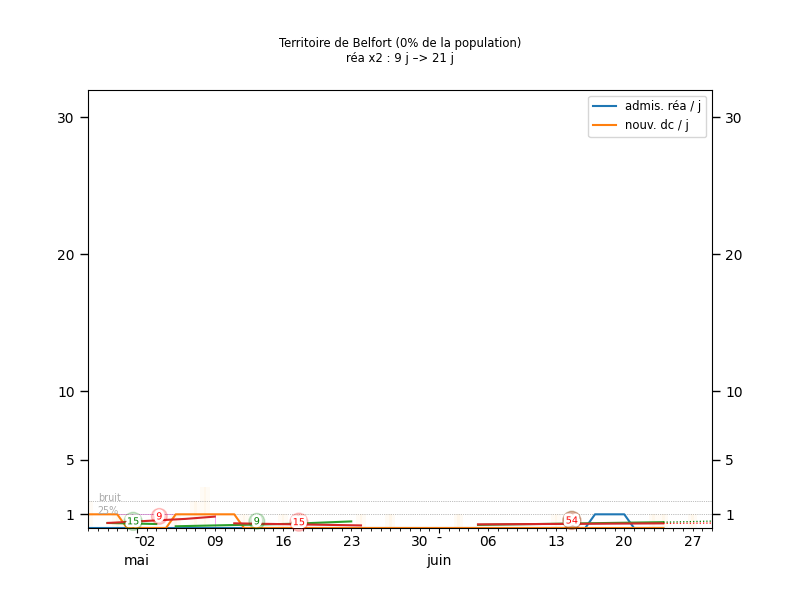 Territoire de Belfort (0% de la population)
réa x2 : 9 j –> 21 j
admis. réa / j
nouv. dc / j
30 30
20 20
10 10
5 5
bruit
25%
1 15 9 9 15 54 1
02 09 16 23 30 06 13 20 27
mai juin